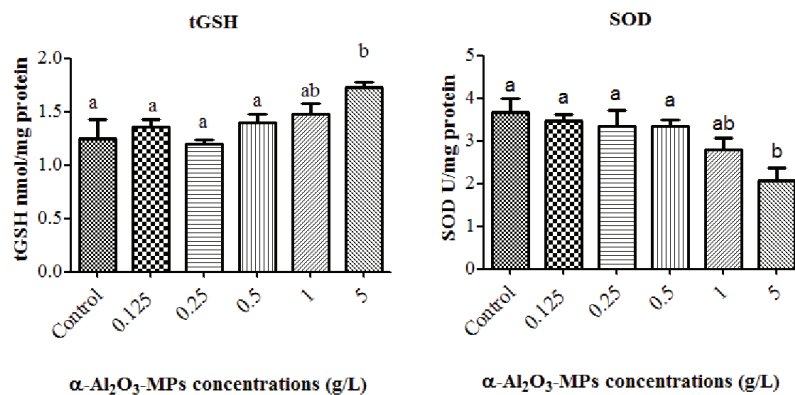 tGSH
tGSH nmol/mg protein
2.0
1.5
1.0
0.5
0.0
a
a
a
a
ab
b
Control
0.125
0.25
0.5
1
5
α-Al₂O₃-MPs concentrations (g/L)
SOD
SOD U/mg protein
5
4
3
2
1
0
a
a
a
a
ab
b
Control
0.125
0.25
0.5
1
5
α-Al₂O₃-MPs concentrations (g/L)